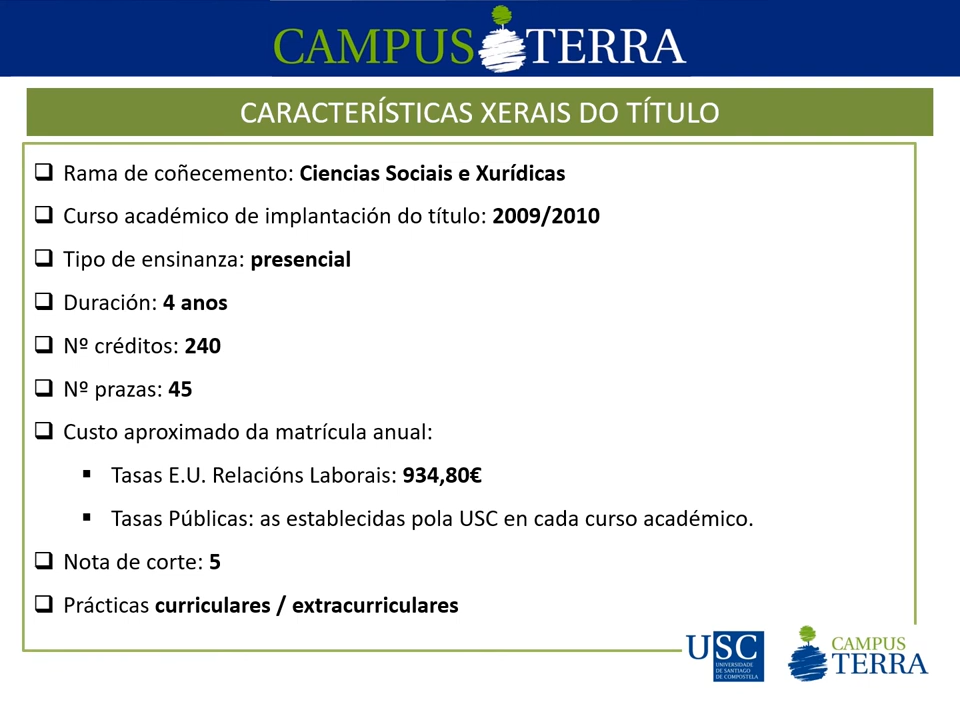 CAMPUS TERRA
CARACTERÍSTICAS XERAIS DO TÍTULO
Rama de coñecemento: Ciencias Sociais e Xurídicas
Curso académico de implantación do título: 2009/2010
Tipo de ensinanza: presencial
Duración: 4 anos
Nº créditos: 240
Nº prazas: 45
Custo aproximado da matrícula anual:
Tasas E.U. Relacións Laborais: 934,80€
Tasas Públicas: as establecidas pola USC en cada curso académico.
Nota de corte: 5
Prácticas curriculares / extracurriculares
USC
UNIVERSIDADE
DE SANTIAGO
DE COMPOSTELA
CAMPUS
TERRA